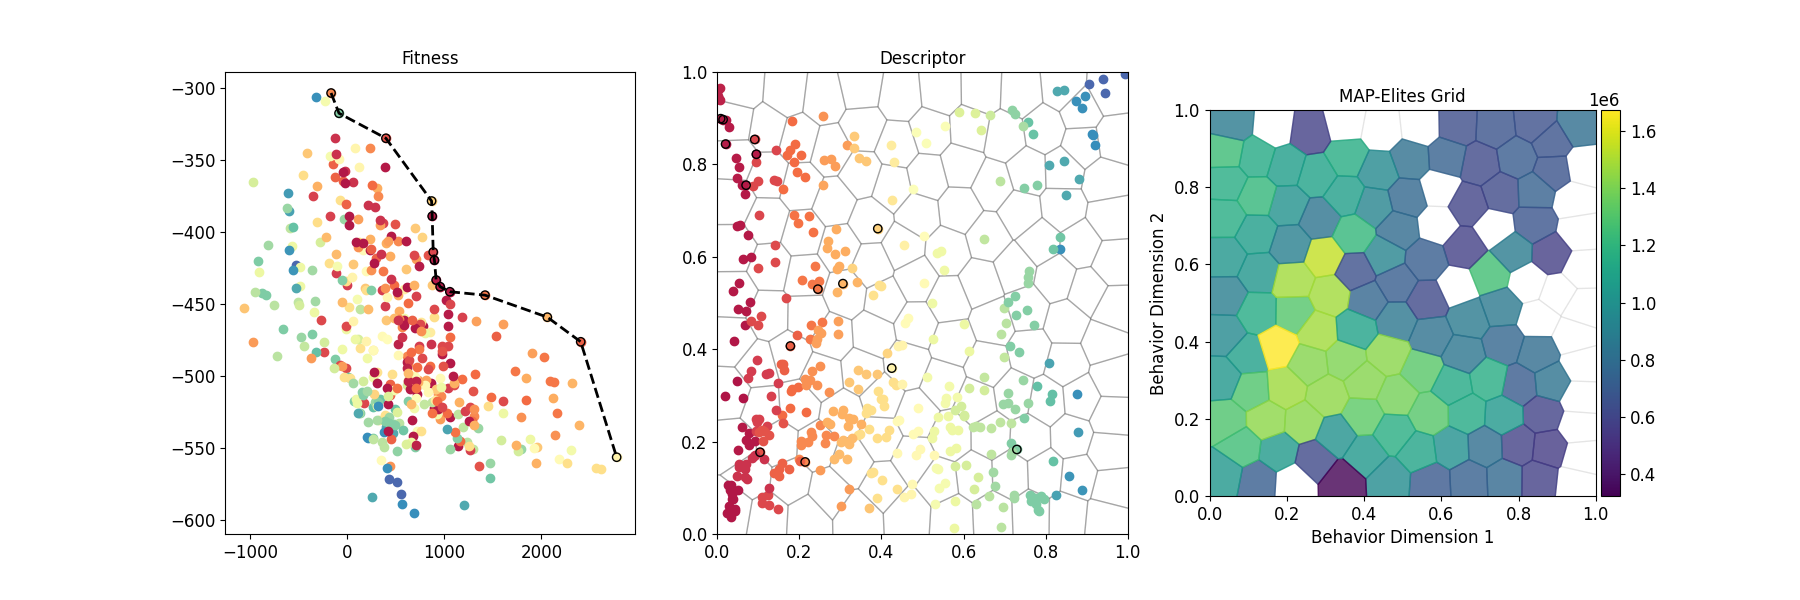 Fitness
−300
−350
−400
−450
−500
−550
−600
−1000 0 1000 2000
Descriptor
1.0
0.8
0.6
0.4
0.2
0.0
0.0 0.2 0.4 0.6 0.8 1.0
MAP-Elites Grid
Behavior Dimension 2
1.0
0.8
0.6
0.4
0.2
0.0
0.0 0.2 0.4 0.6 0.8 1.0
Behavior Dimension 1
1e6
1.6
1.4
1.2
1.0
0.8
0.6
0.4